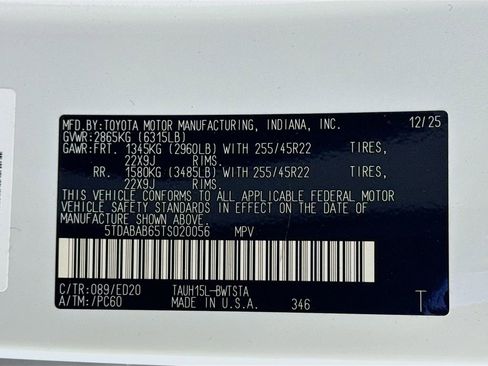 MFD.BY:TOYOTA MOTOR MANUFACTURING, INDIANA, INC. 12/25
GVWR:2865KG (6315LB)
GAWR:FRT. 1345KG (2960LB) WITH 255/45R22 TIRES,
22X9J RIMS.
RR. 1580KG (3485LB) WITH 255/45R22 TIRES,
22X9J RIMS.
THIS VEHICLE CONFORMS TO ALL APPLICABLE FEDERAL MOTOR
VEHICLE SAFETY STANDARDS IN EFFECT ON THE DATE OF
MANUFACTURE SHOWN ABOVE.
5TDABAB65TS020056 MPV
C/TR:089/ED20 TAUH15L-BWTSTA
A/TM:/PC60 MADE IN U.S.A. 346 T